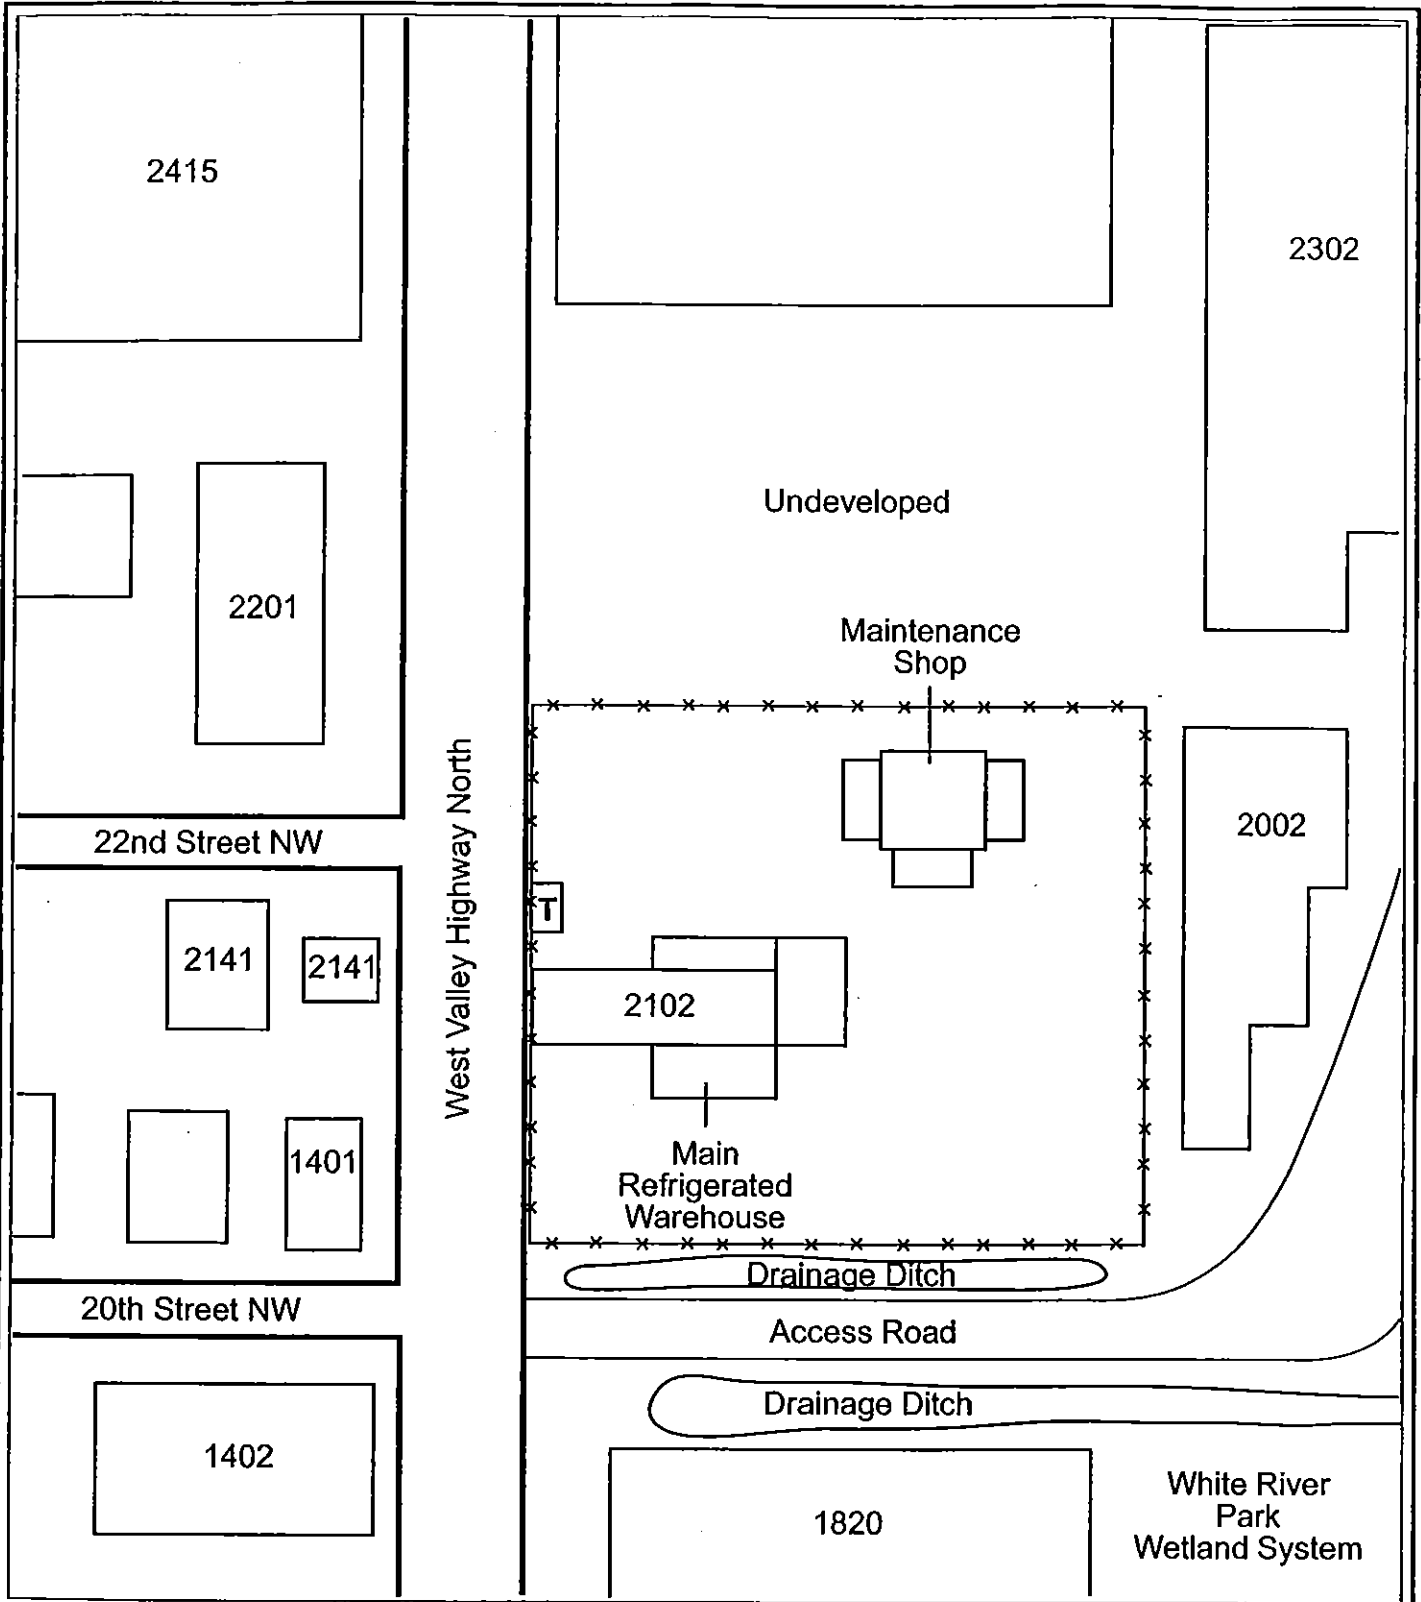 2415
2302
Undeveloped
2201
Maintenance
Shop
West Valley Highway North
22nd Street NW
2002
T
2141
2141
2102
1401
Main
Refrigerated
Warehouse
Drainage Ditch
20th Street NW
Access Road
Drainage Ditch
1402
1820
White River
Park
Wetland System